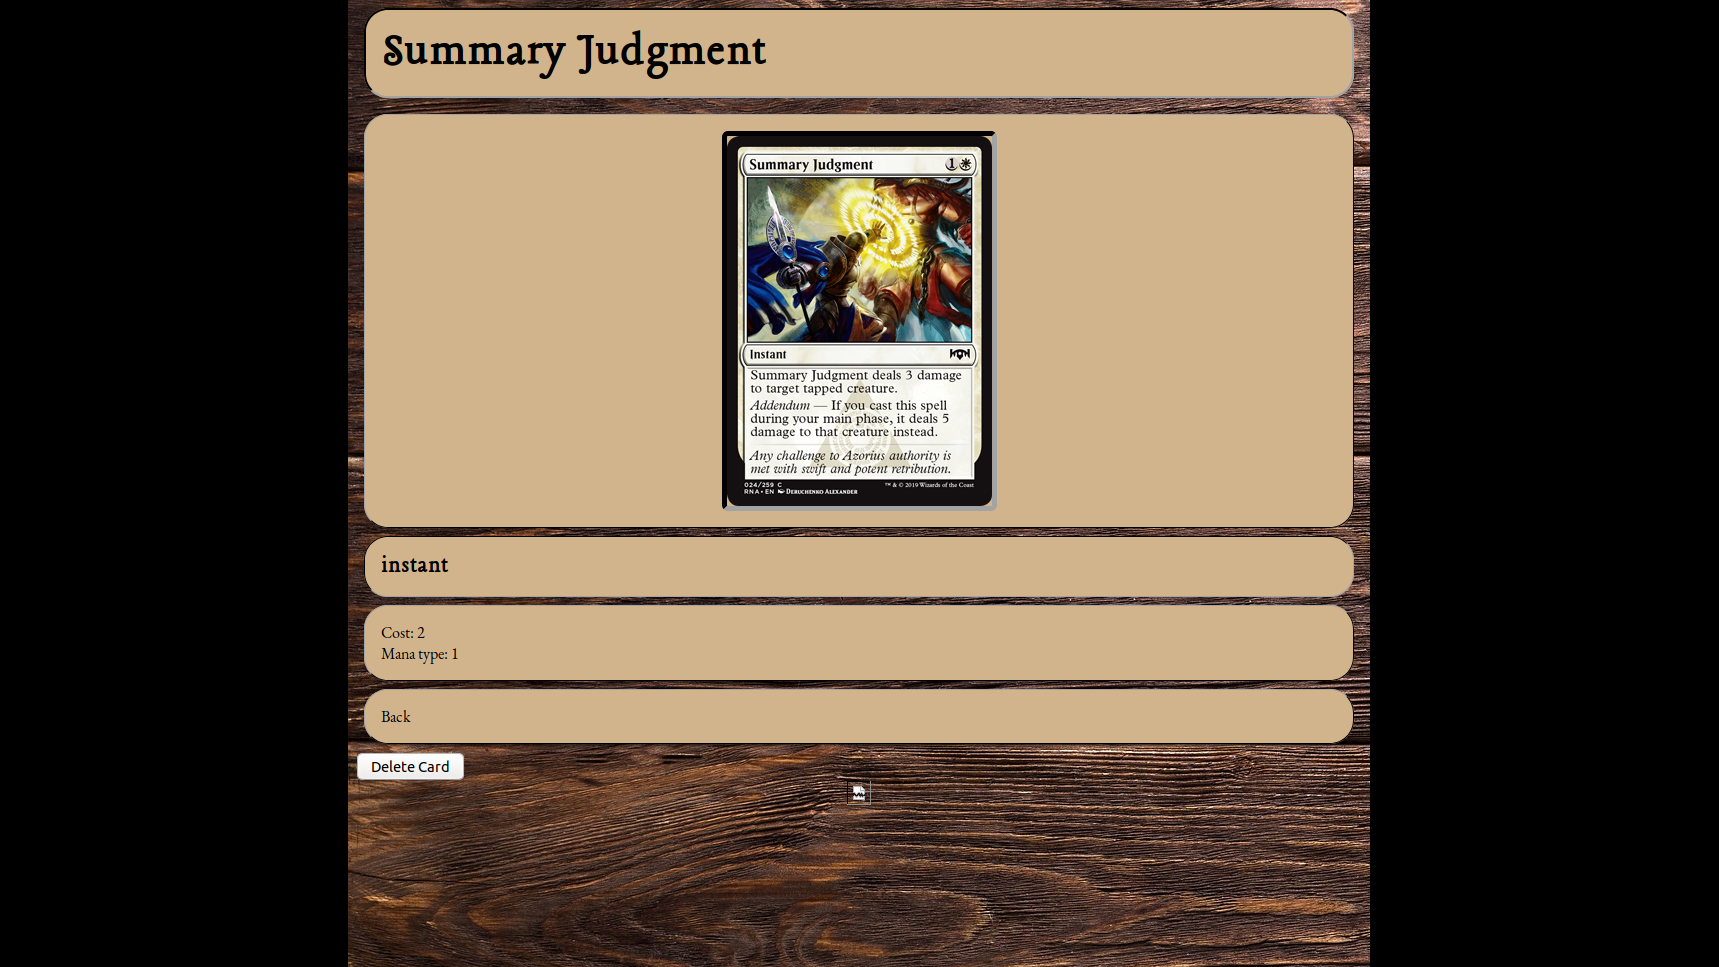 Summary Judgment
Summary Judgment 1
Instant
Summary Judgment deals 3 damage
to target tapped creature.
Addendum — If you cast this spell
during your main phase, it deals 5
damage to that creature instead.
Any challenge to Azorius authority is
met with swift and potent retribution.
024/259 C ™ & © 2019 Wizards of the Coast
RNA • EN Deruchenko Alexander
instant
Cost: 2
Mana type: 1
Back
Delete Card